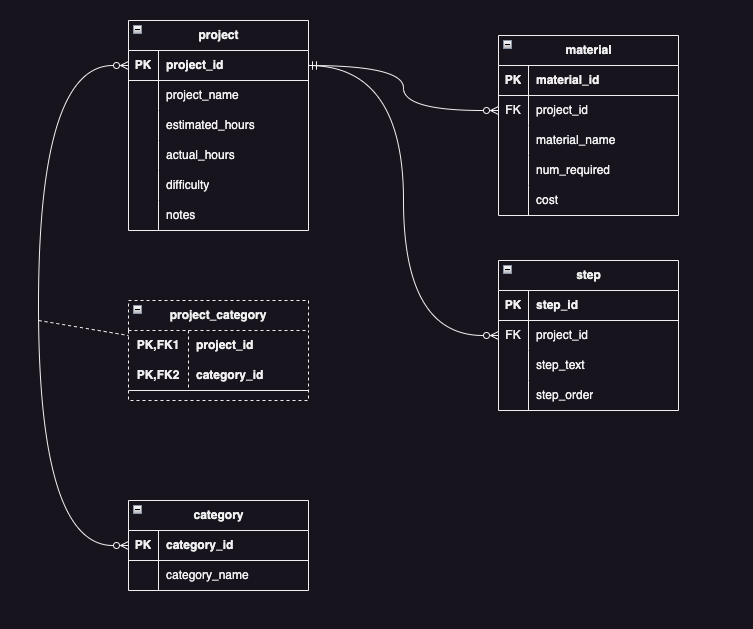 project
PK project_id
project_name
estimated_hours
actual_hours
difficulty
notes
material
PK material_id
FK project_id
material_name
num_required
cost
step
PK step_id
FK project_id
step_text
step_order
project_category
PK,FK1 project_id
PK,FK2 category_id
category
PK category_id
category_name